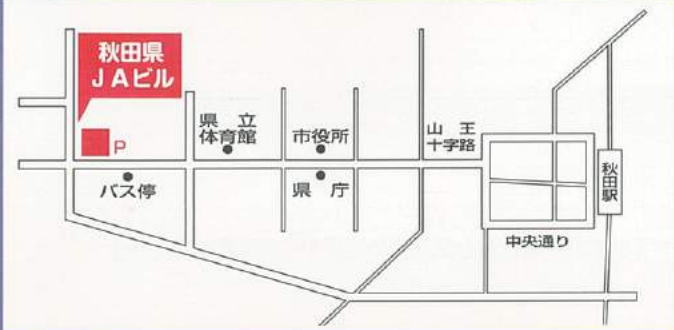 秋田県
JAビル
P
バス停
県立
体育館
市役所
県庁
山王
十字路
秋田駅
中央通り